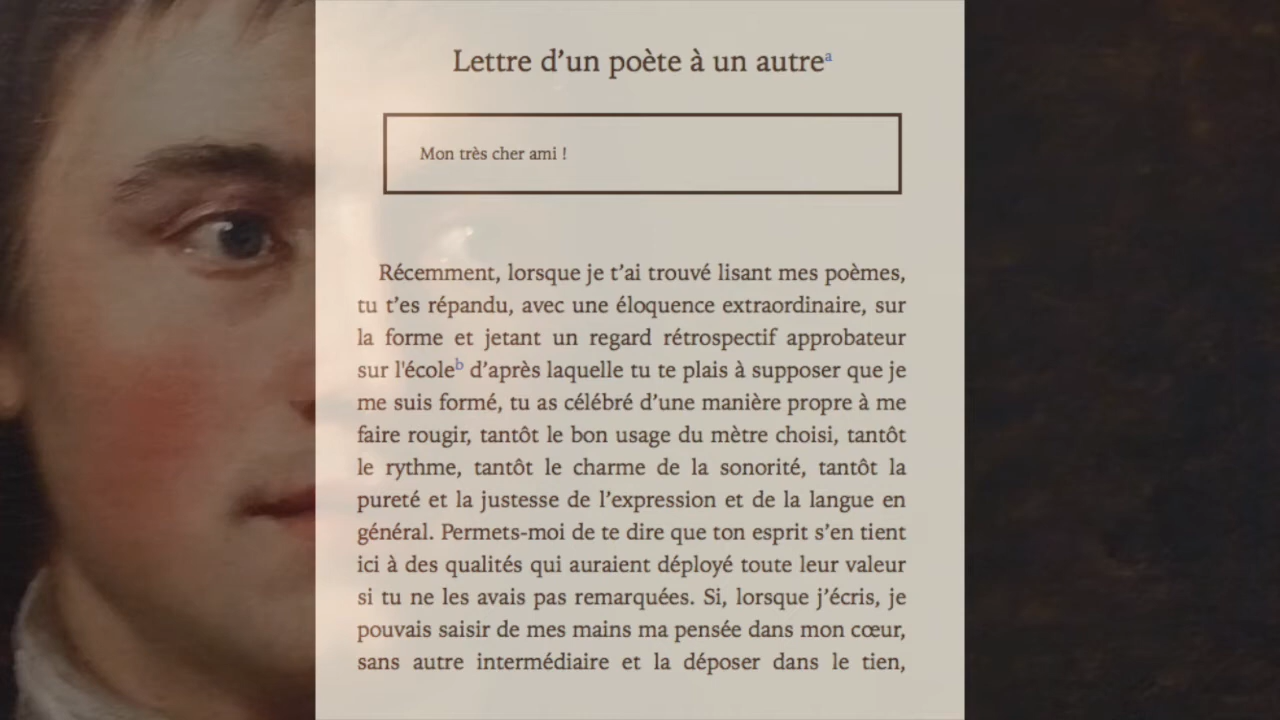 Lettre d’un poète à un autreᵃ
Mon très cher ami !
Récemment, lorsque je t’ai trouvé lisant mes poèmes,
tu t’es répandu, avec une éloquence extraordinaire, sur
la forme et jetant un regard rétrospectif approbateur
sur l'écoleᵇ d’après laquelle tu te plais à supposer que je
me suis formé, tu as célébré d’une manière propre à me
faire rougir, tantôt le bon usage du mètre choisi, tantôt
le rythme, tantôt le charme de la sonorité, tantôt la
pureté et la justesse de l’expression et de la langue en
général. Permets-moi de te dire que ton esprit s’en tient
ici à des qualités qui auraient déployé toute leur valeur
si tu ne les avais pas remarquées. Si, lorsque j’écris, je
pouvais saisir de mes mains ma pensée dans mon cœur,
sans autre intermédiaire et la déposer dans le tien,